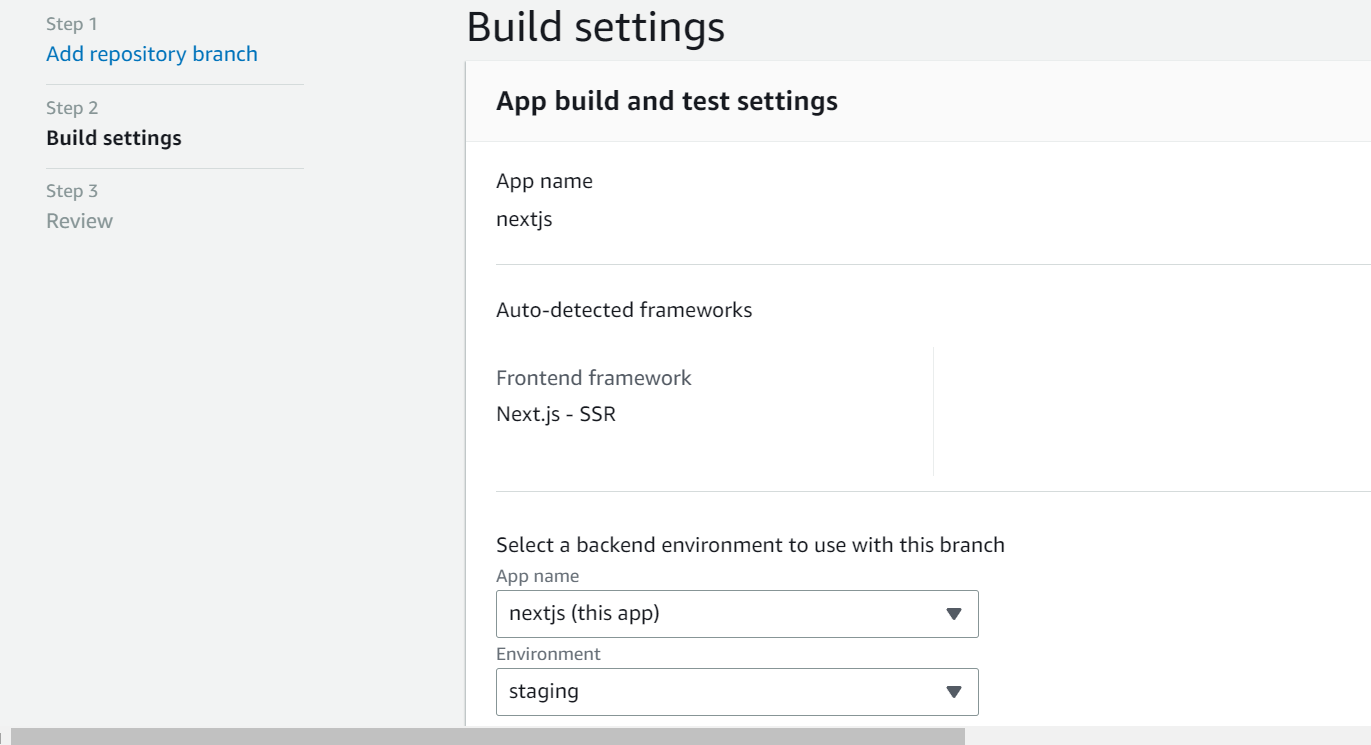 Step 1
Add repository branch
Step 2
Build settings
Step 3
Review
Build settings
App build and test settings
App name
nextjs
Auto-detected frameworks
Frontend framework
Next.js - SSR
Select a backend environment to use with this branch
App name
nextjs (this app)
Environment
staging